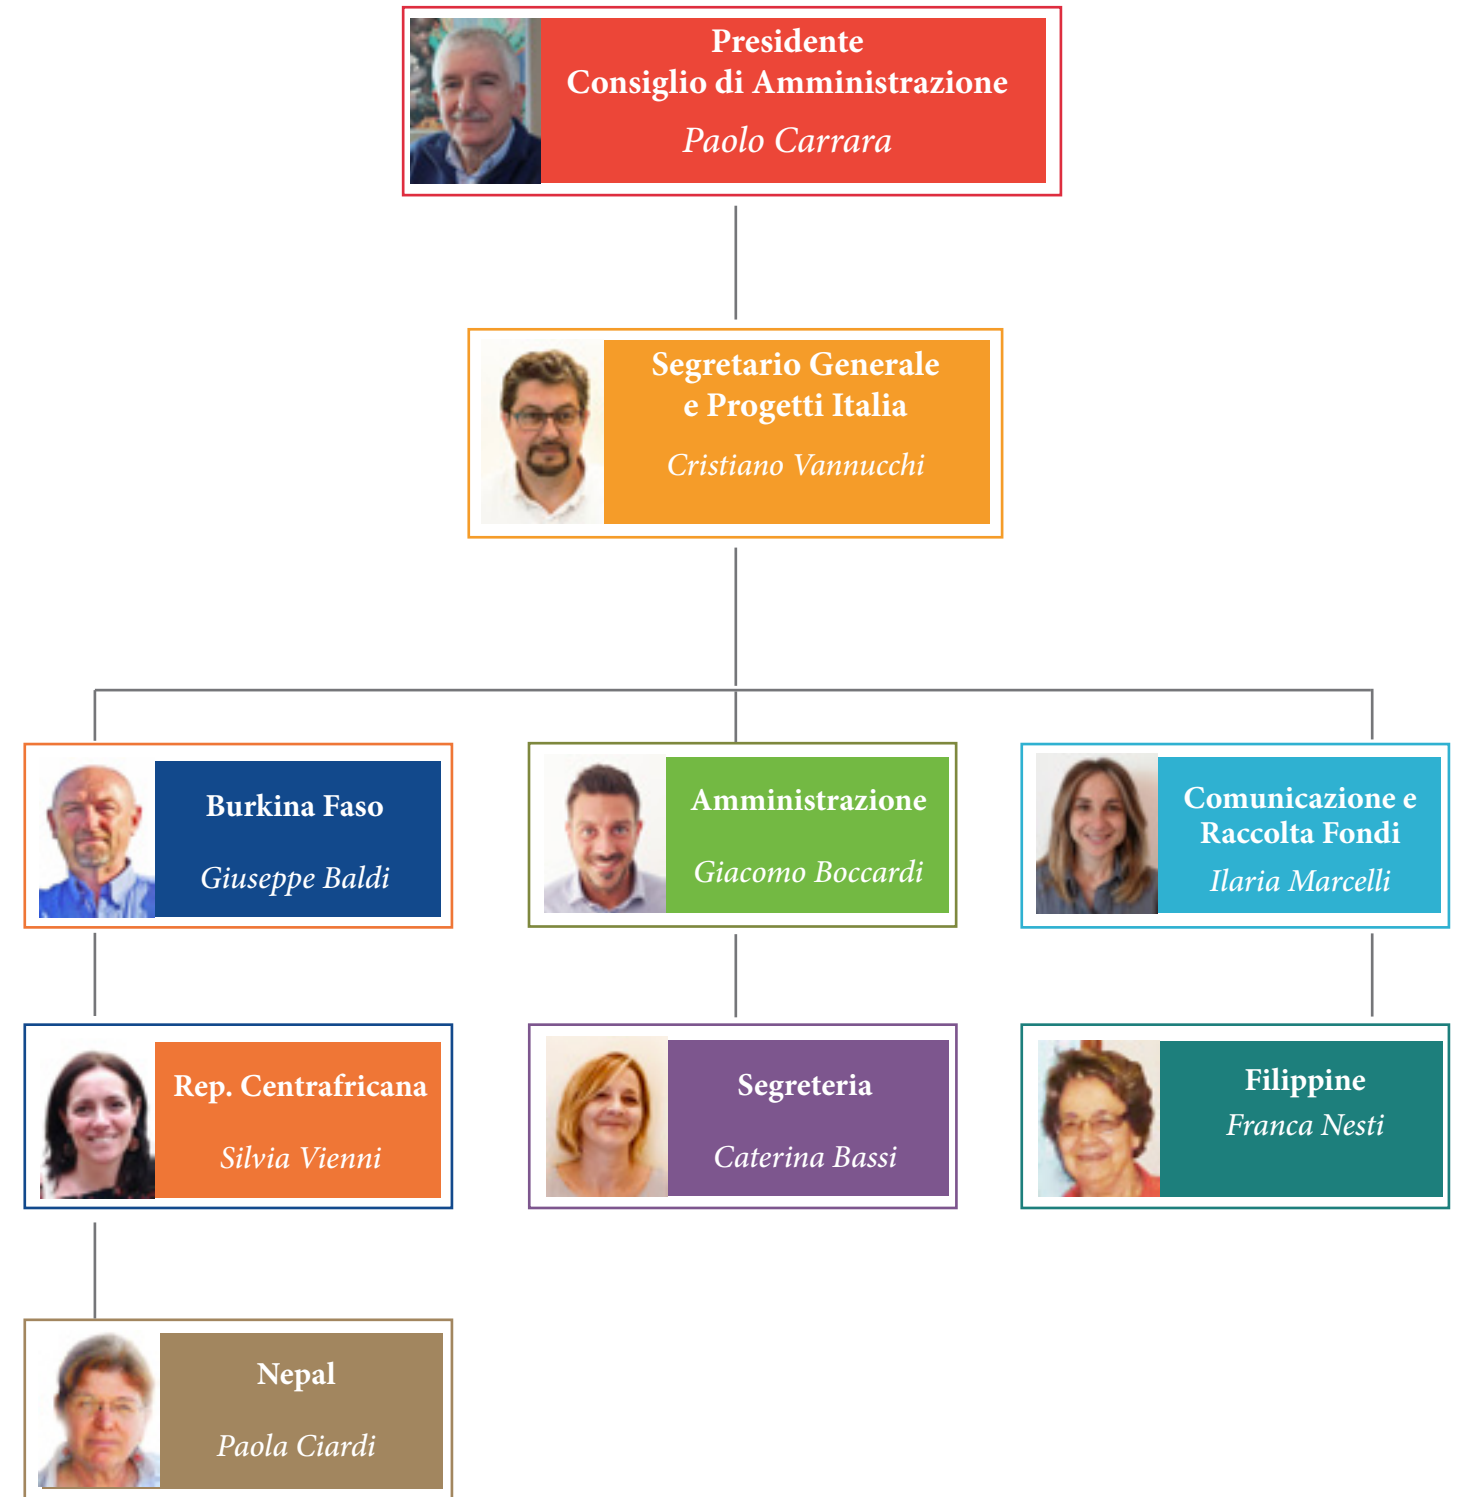 Presidente
Consiglio di Amministrazione
Paolo Carrara
Segretario Generale
e Progetti Italia
Cristiano Vannucchi
Burkina Faso
Giuseppe Baldi
Amministrazione
Giacomo Boccardi
Comunicazione e
Raccolta Fondi
Ilaria Marcelli
Rep. Centrafricana
Silvia Vienni
Segreteria
Caterina Bassi
Filippine
Franca Nesti
Nepal
Paola Ciardi